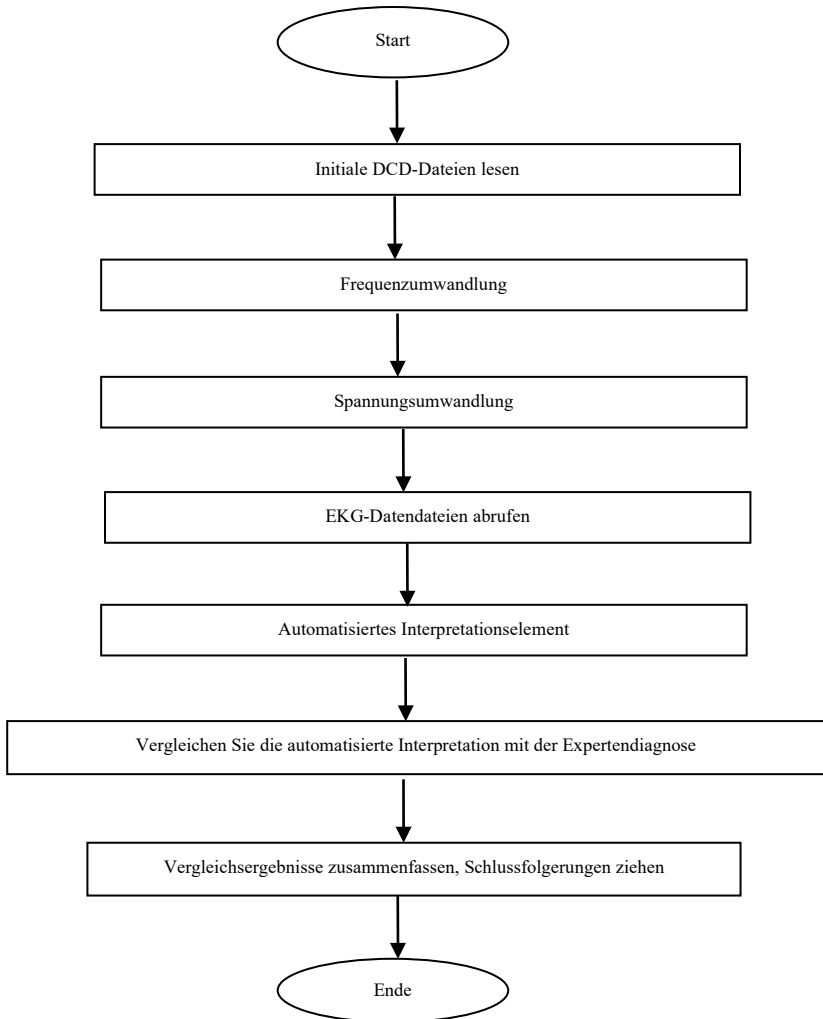 Start
Initiale DCD-Dateien lesen
Frequenzumwandlung
Spannungsumwandlung
EKG-Datendateien abrufen
Automatisiertes Interpretationselement
Vergleichen Sie die automatisierte Interpretation mit der Expertendiagnose
Vergleichsergebnisse zusammenfassen, Schlussfolgerungen ziehen
Ende